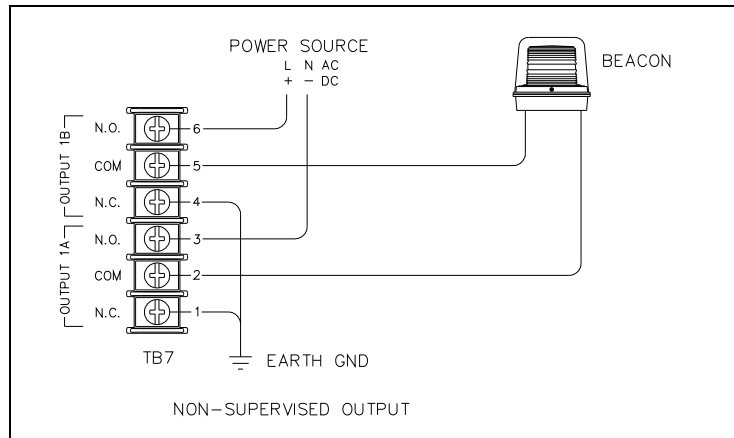 POWER SOURCE
L N AC
+ − DC
BEACON
OUTPUT 1B
N.O. 6
COM 5
N.C. 4
OUTPUT 1A
N.O. 3
COM 2
N.C. 1
TB7
EARTH GND
NON−SUPERVISED OUTPUT